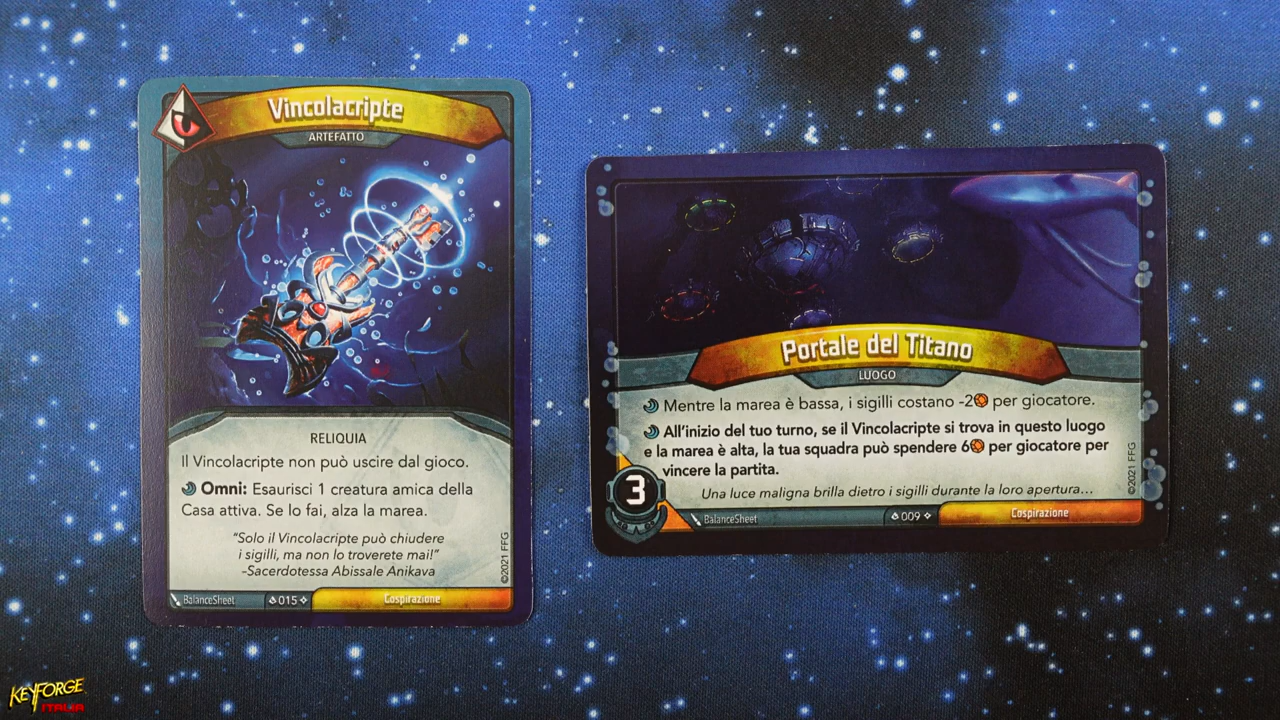 Vincolacripte
ARTEFATTO
RELIQUIA
Il Vincolacripte non può uscire dal gioco.
Omni: Esaurisci 1 creatura amica della
Casa attiva. Se lo fai, alza la marea.
“Solo il Vincolacripte può chiudere
i sigilli, ma non lo troverete mai!”
-Sacerdotessa Abissale Anikava
©2021 FFG
BalanceSheet
015
Cospirazione
Portale del Titano
LUOGO
Mentre la marea è bassa, i sigilli costano -2 per giocatore.
All’inizio del tuo turno, se il Vincolacripte si trova in questo luogo
e la marea è alta, la tua squadra può spendere 6 per giocatore per
vincere la partita.
Una luce maligna brilla dietro i sigilli durante la loro apertura…
3
©2021 FFG
BalanceSheet
009
Cospirazione
KEYFORGE
ITALIA